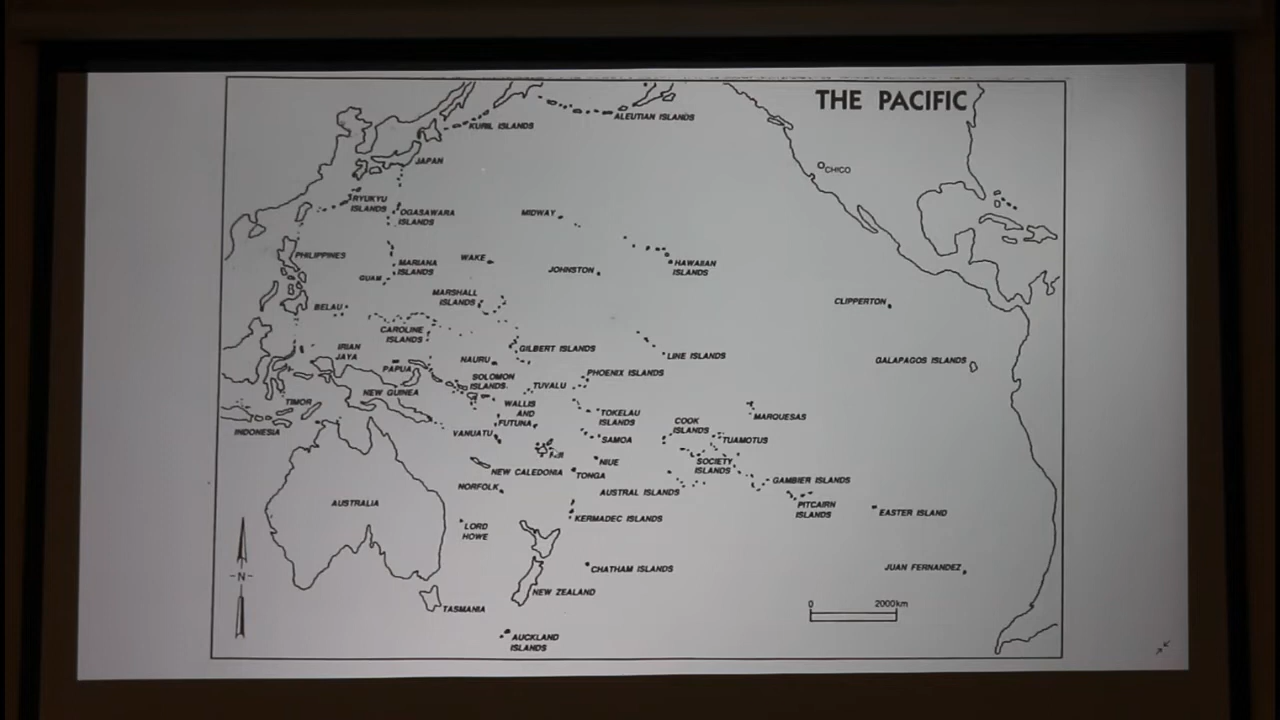 THE PACIFIC
ALEUTIAN ISLANDS
KURIL ISLANDS
JAPAN
CHICO
RYUKYU
ISLANDS
OGASAWARA
ISLANDS
MIDWAY
PHILIPPINES
MARIANA
ISLANDS
WAKE
HAWAIIAN
ISLANDS
JOHNSTON
GUAM
MARSHALL
ISLANDS
BELAU
CLIPPERTON
CAROLINE
ISLANDS
IRIAN
JAYA
GILBERT ISLANDS
NAURU
LINE ISLANDS
GALAPAGOS ISLANDS
PAPUA
NEW GUINEA
SOLOMON
ISLANDS
PHOENIX ISLANDS
TUVALU
TIMOR
WALLIS
AND
FUTUNA
TOKELAU
ISLANDS
MARQUESAS
INDONESIA
VANUATU
COOK
ISLANDS
SAMOA
TUAMOTUS
FIJI
NIUE
SOCIETY
ISLANDS
NEW CALEDONIA
TONGA
GAMBIER ISLANDS
NORFOLK
AUSTRAL ISLANDS
AUSTRALIA
PITCAIRN
ISLANDS
EASTER ISLAND
KERMADEC ISLANDS
LORD
HOWE
CHATHAM ISLANDS
JUAN FERNANDEZ
N
NEW ZEALAND
TASMANIA
0 2000km
AUCKLAND
ISLANDS